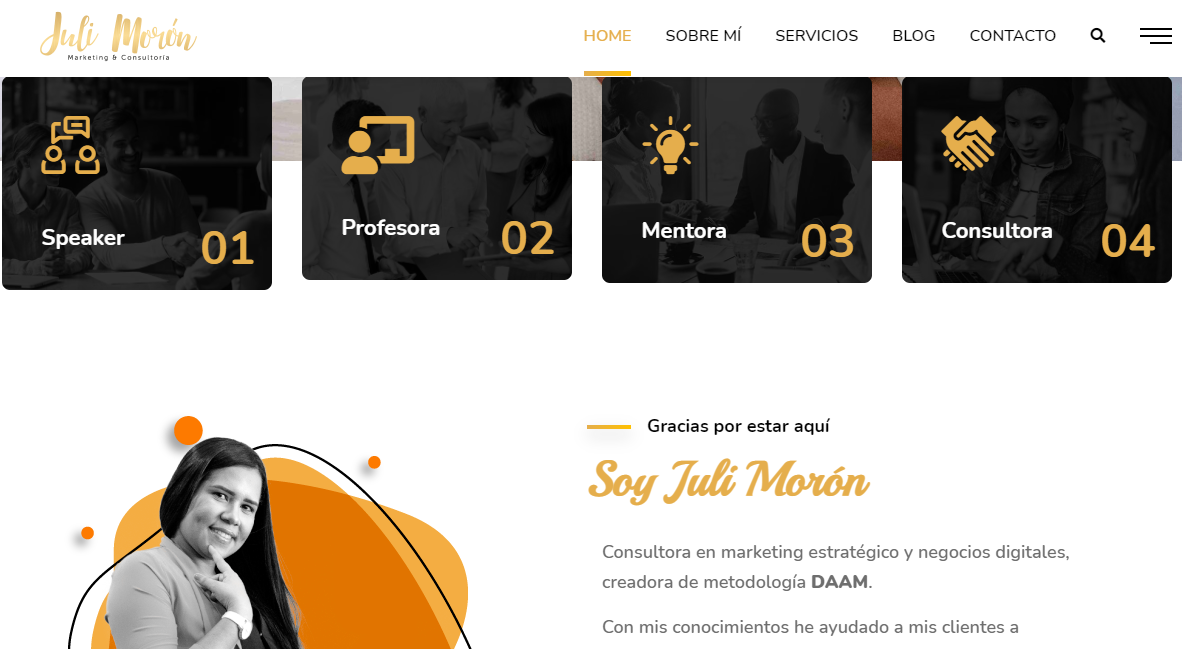 Juli Morón
Marketing & Consultoría
HOME SOBRE MÍ SERVICIOS BLOG CONTACTO
Speaker 01
Profesora 02
Mentora 03
Consultora 04
Gracias por estar aquí
Soy Juli Morón
Consultora en marketing estratégico y negocios digitales,
creadora de metodología DAAM.
Con mis conocimientos he ayudado a mis clientes a